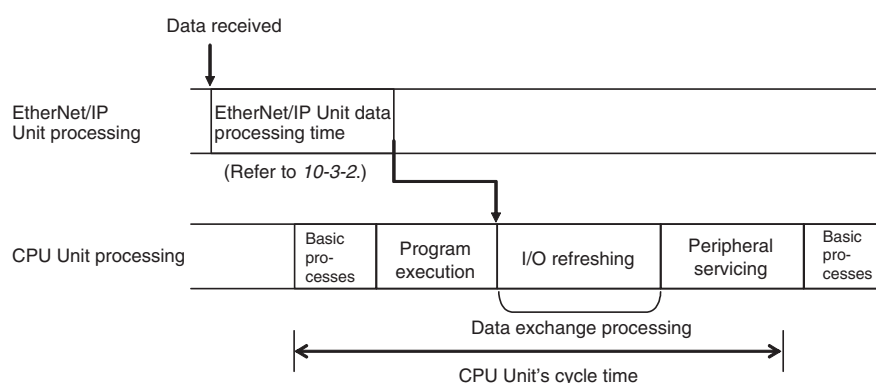 Data received
EtherNet/IP
Unit processing
EtherNet/IP Unit data
processing time
(Refer to 10-3-2.)
CPU Unit processing
Basic
pro-
cesses
Program
execution
I/O refreshing
Peripheral
servicing
Basic
pro-
cesses
Data exchange processing
CPU Unit's cycle time